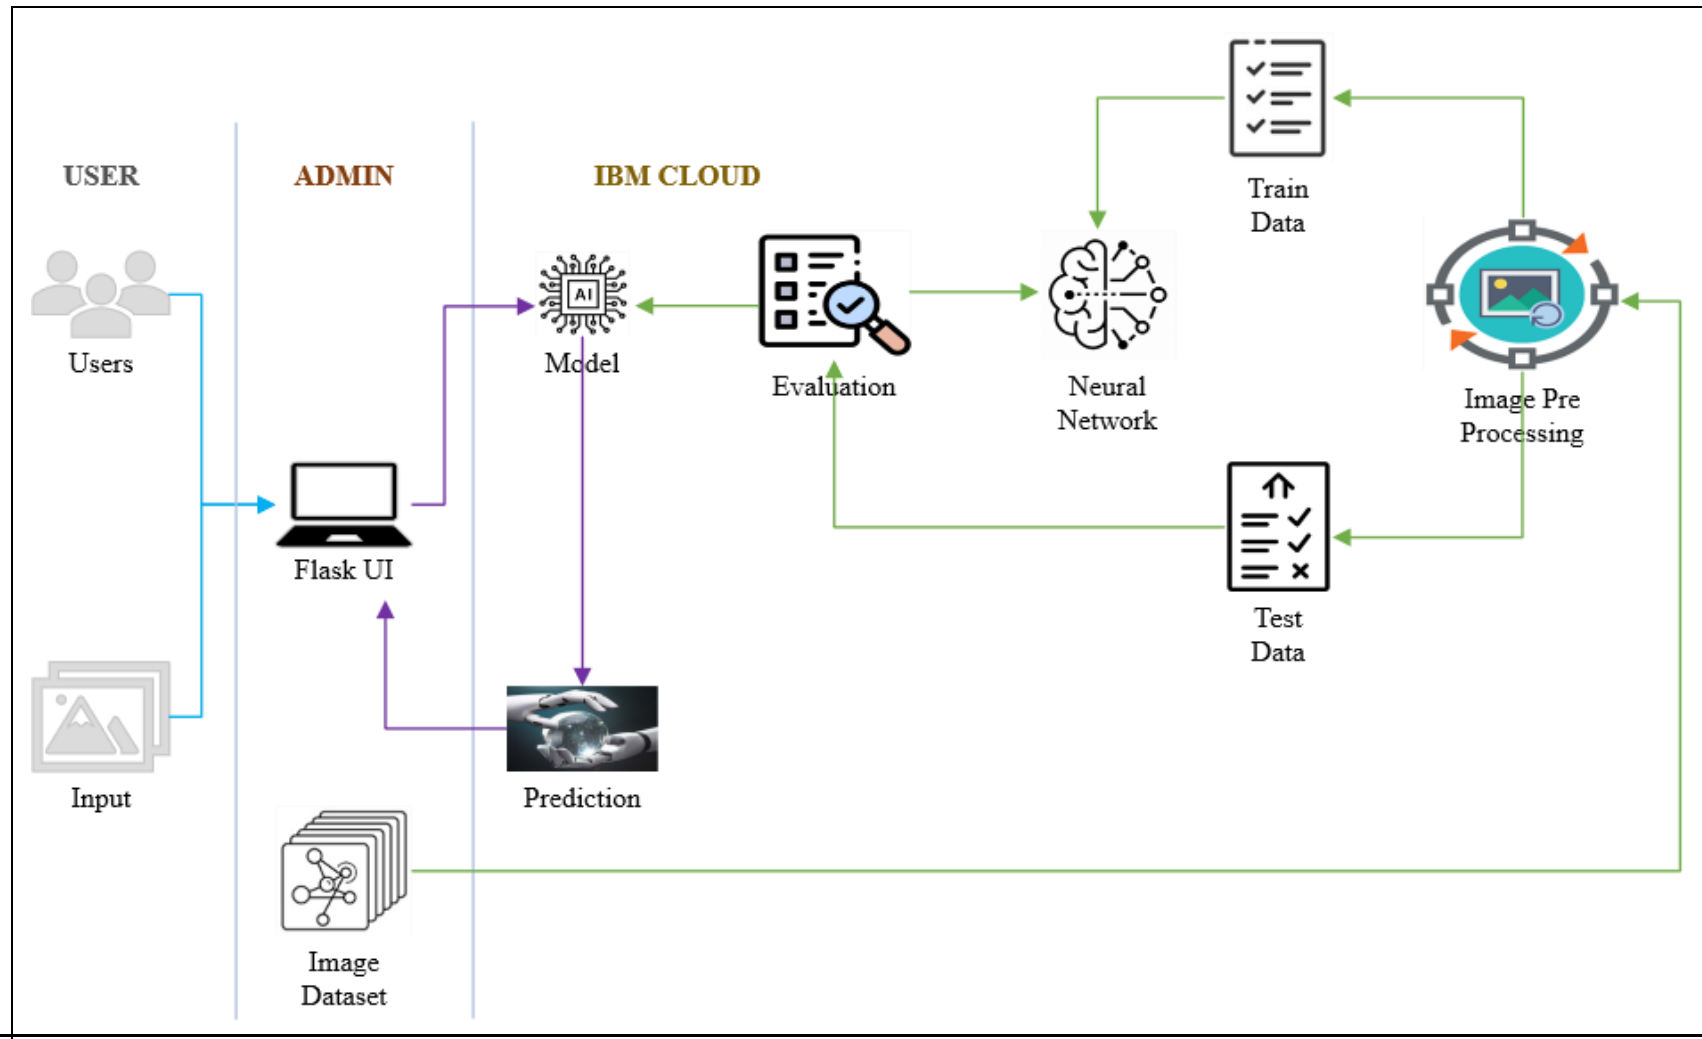 USER
ADMIN
IBM CLOUD
Train
Data
Users
Model
AI
Evaluation
Neural
Network
Image Pre
Processing
Flask UI
Test
Data
Input
Prediction
Image
Dataset